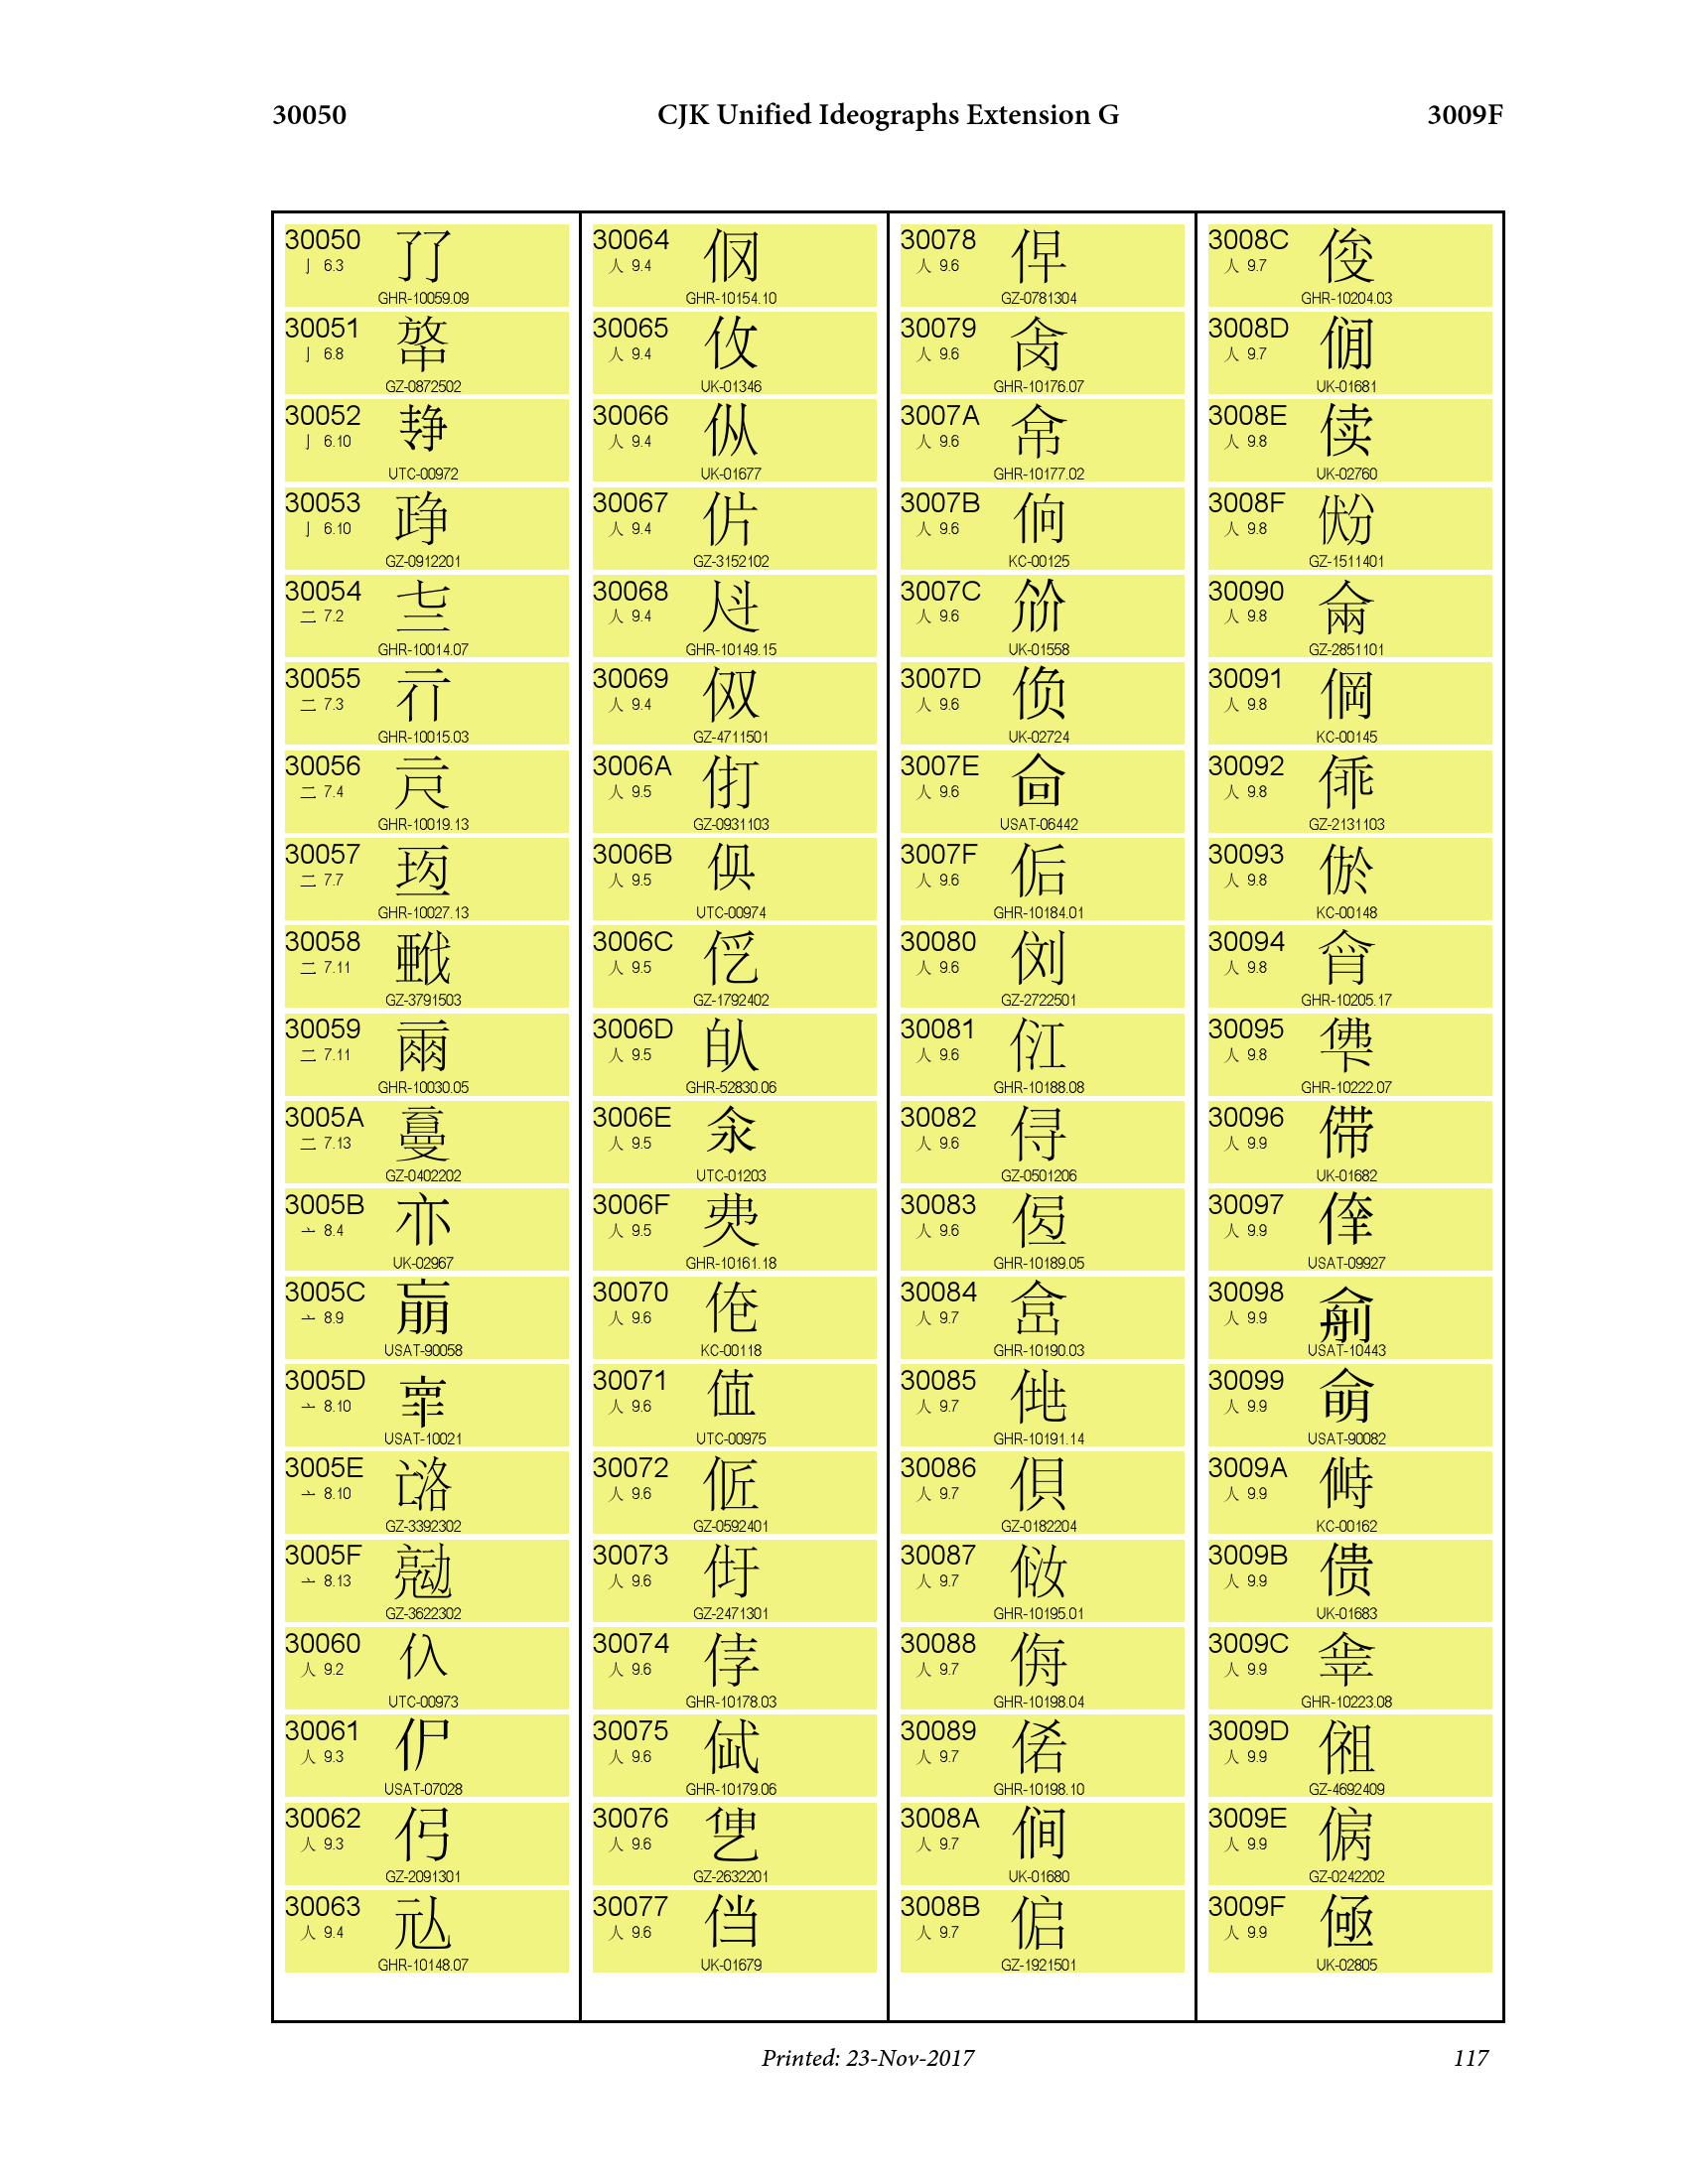 30050 CJK Unified Ideographs Extension G 3009F
30050
亅 6.3
GHR-10059.09
30051
亅 6.8
GZ-0872502
30052
亅 6.10
UTC-00972
30053
亅 6.10
GZ-0912201
30054
二 7.2
GHR-10014.07
30055
二 7.3
GHR-10015.03
30056
二 7.4
GHR-10019.13
30057
二 7.7
GHR-10027.13
30058
二 7.11
GZ-3791503
30059
二 7.11
GHR-10030.05
3005A
二 7.13
GZ-0402202
3005B
亠 8.4
UK-02967
3005C
亠 8.9
USAT-90058
3005D
亠 8.10
USAT-10021
3005E
亠 8.10
GZ-3392302
3005F
亠 8.13
GZ-3622302
30060
人 9.2
UTC-00973
30061
人 9.3
USAT-07028
30062
人 9.3
GZ-2091301
30063
人 9.4
GHR-10148.07
30064
人 9.4
GHR-10154.10
30065
人 9.4
UK-01346
30066
人 9.4
UK-01677
30067
人 9.4
GZ-3152102
30068
人 9.4
GHR-10149.15
30069
人 9.4
GZ-4711501
3006A
人 9.5
GZ-0931103
3006B
人 9.5
UTC-00974
3006C
人 9.5
GZ-1792402
3006D
人 9.5
GHR-52830.06
3006E
人 9.5
UTC-01203
3006F
人 9.5
GHR-10161.18
30070
人 9.6
KC-00118
30071
人 9.6
UTC-00975
30072
人 9.6
GZ-0592401
30073
人 9.6
GZ-2471301
30074
人 9.6
GHR-10178.03
30075
人 9.6
GHR-10179.06
30076
人 9.6
GZ-2632201
30077
人 9.6
UK-01679
30078
人 9.6
GZ-0781304
30079
人 9.6
GHR-10176.07
3007A
人 9.6
GHR-10177.02
3007B
人 9.6
KC-00125
3007C
人 9.6
UK-01558
3007D
人 9.6
UK-02724
3007E
人 9.6
USAT-06442
3007F
人 9.6
GHR-10184.01
30080
人 9.6
GZ-2722501
30081
人 9.6
GHR-10188.08
30082
人 9.6
GZ-0501206
30083
人 9.6
GHR-10189.05
30084
人 9.7
GHR-10190.03
30085
人 9.7
GHR-10191.14
30086
人 9.7
GZ-0182204
30087
人 9.7
GHR-10195.01
30088
人 9.7
GHR-10198.04
30089
人 9.7
GHR-10198.10
3008A
人 9.7
UK-01680
3008B
人 9.7
GZ-1921501
3008C
人 9.7
GHR-10204.03
3008D
人 9.7
UK-01681
3008E
人 9.8
UK-02760
3008F
人 9.8
GZ-1511401
30090
人 9.8
GZ-2851101
30091
人 9.8
KC-00145
30092
人 9.8
GZ-2131103
30093
人 9.8
KC-00148
30094
人 9.8
GHR-10205.17
30095
人 9.8
GHR-10222.07
30096
人 9.9
UK-01682
30097
人 9.9
USAT-09927
30098
人 9.9
USAT-10443
30099
人 9.9
USAT-90082
3009A
人 9.9
KC-00162
3009B
人 9.9
UK-01683
3009C
人 9.9
GHR-10223.08
3009D
人 9.9
GZ-4692409
3009E
人 9.9
GZ-0242202
3009F
人 9.9
UK-02805
Printed: 23-Nov-2017 117